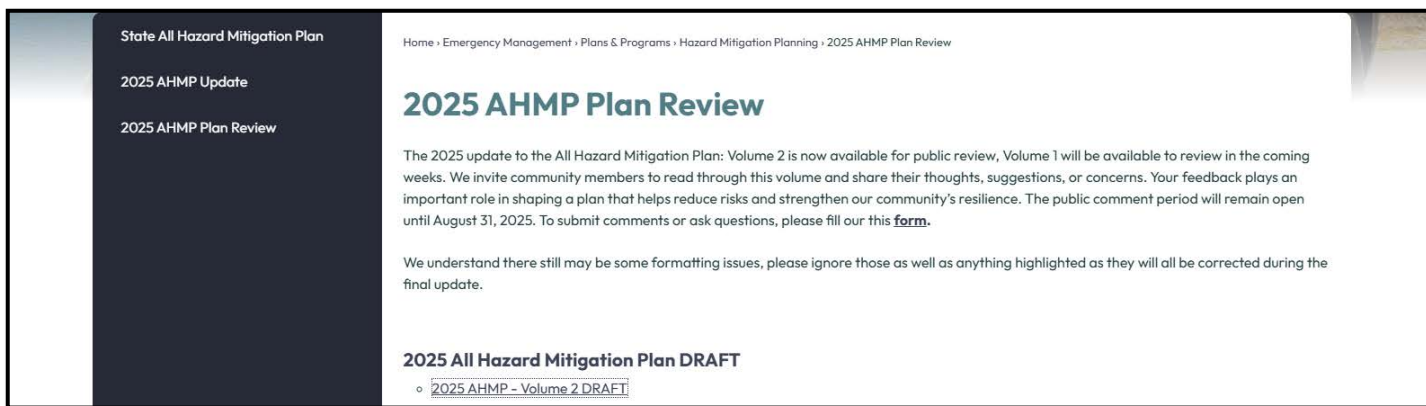 State All Hazard Mitigation Plan
2025 AHMP Update
2025 AHMP Plan Review
Home › Emergency Management › Plans & Programs › Hazard Mitigation Planning › 2025 AHMP Plan Review
2025 AHMP Plan Review
The 2025 update to the All Hazard Mitigation Plan: Volume 2 is now available for public review, Volume 1 will be available to review in the coming
weeks. We invite community members to read through this volume and share their thoughts, suggestions, or concerns. Your feedback plays an
important role in shaping a plan that helps reduce risks and strengthen our community's resilience. The public comment period will remain open
until August 31, 2025. To submit comments or ask questions, please fill our this form.
We understand there still may be some formatting issues, please ignore those as well as anything highlighted as they will all be corrected during the
final update.
2025 All Hazard Mitigation Plan DRAFT
◦ 2025 AHMP - Volume 2 DRAFT